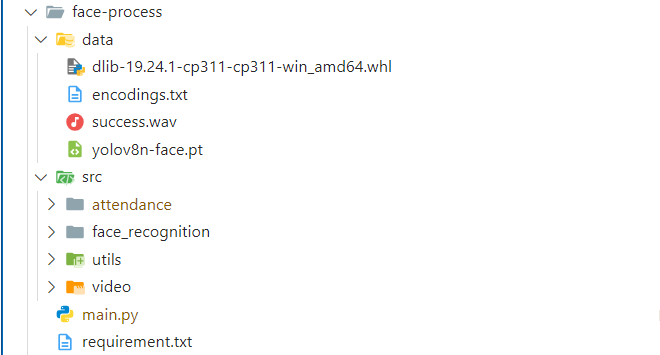 face-process
data
dlib-19.24.1-cp311-cp311-win_amd64.whl
encodings.txt
success.wav
yolov8n-face.pt
src
attendance
face_recognition
utils
video
main.py
requirement.txt